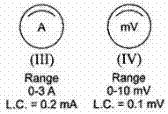 A mV
(III) (IV)
Range Range
0-3 A 0-10 mV
L.C. = 0.2 mA L.C. = 0.1 mV